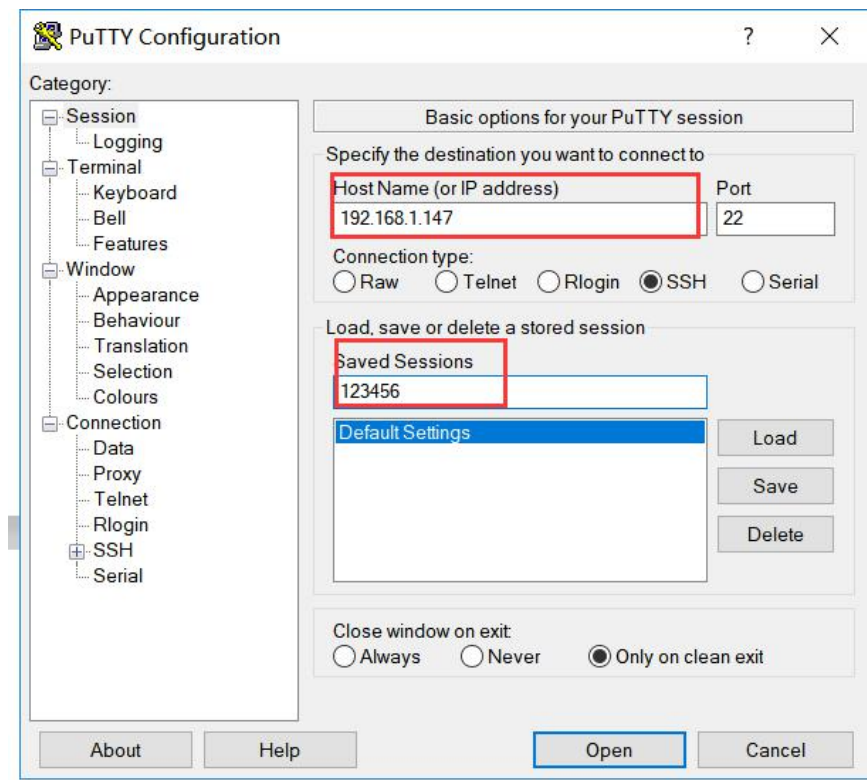 PuTTY Configuration
?
Category:
Session
Logging
Terminal
Keyboard
Bell
Features
Window
Appearance
Behaviour
Translation
Selection
Colours
Connection
Data
Proxy
Telnet
Rlogin
SSH
Serial
Basic options for your PuTTY session
Specify the destination you want to connect to
Host Name (or IP address) Port
192.168.1.147 22
Connection type:
Raw Telnet Rlogin SSH Serial
Load, save or delete a stored session
Saved Sessions
123456
Default Settings
Load
Save
Delete
Close window on exit:
Always Never Only on clean exit
About Help Open Cancel